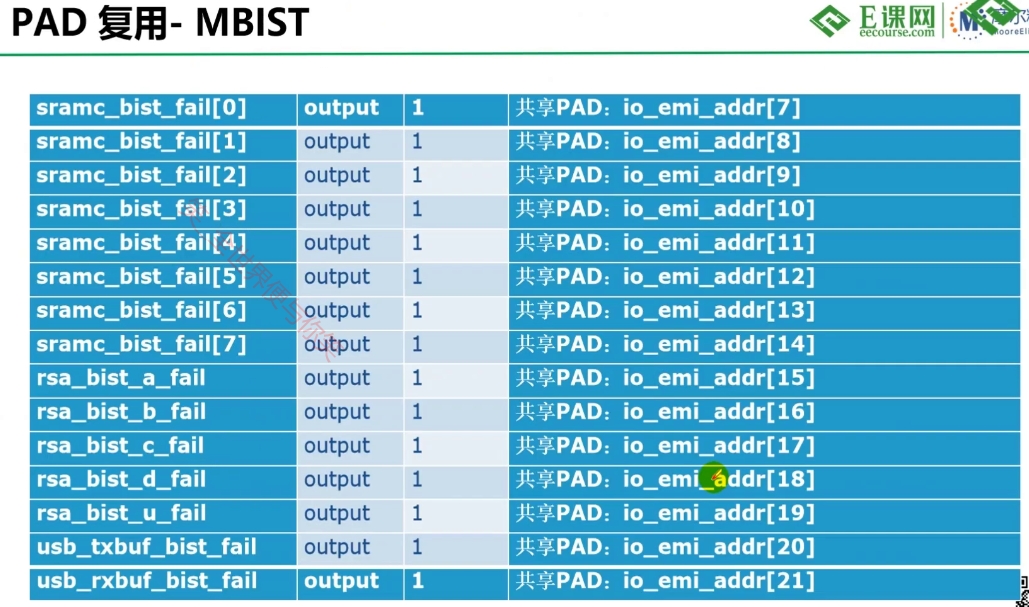 PAD 复用- MBIST
E课网
eecourse.com
sramc_bist_fail[0] output 1 共享PAD：io_emi_addr[7]
sramc_bist_fail[1] output 1 共享PAD：io_emi_addr[8]
sramc_bist_fail[2] output 1 共享PAD：io_emi_addr[9]
sramc_bist_fail[3] output 1 共享PAD：io_emi_addr[10]
sramc_bist_fail[4] output 1 共享PAD：io_emi_addr[11]
sramc_bist_fail[5] output 1 共享PAD：io_emi_addr[12]
sramc_bist_fail[6] output 1 共享PAD：io_emi_addr[13]
sramc_bist_fail[7] output 1 共享PAD：io_emi_addr[14]
rsa_bist_a_fail output 1 共享PAD：io_emi_addr[15]
rsa_bist_b_fail output 1 共享PAD：io_emi_addr[16]
rsa_bist_c_fail output 1 共享PAD：io_emi_addr[17]
rsa_bist_d_fail output 1 共享PAD：io_emi_addr[18]
rsa_bist_u_fail output 1 共享PAD：io_emi_addr[19]
usb_txbuf_bist_fail output 1 共享PAD：io_emi_addr[20]
usb_rxbuf_bist_fail output 1 共享PAD：io_emi_addr[21]